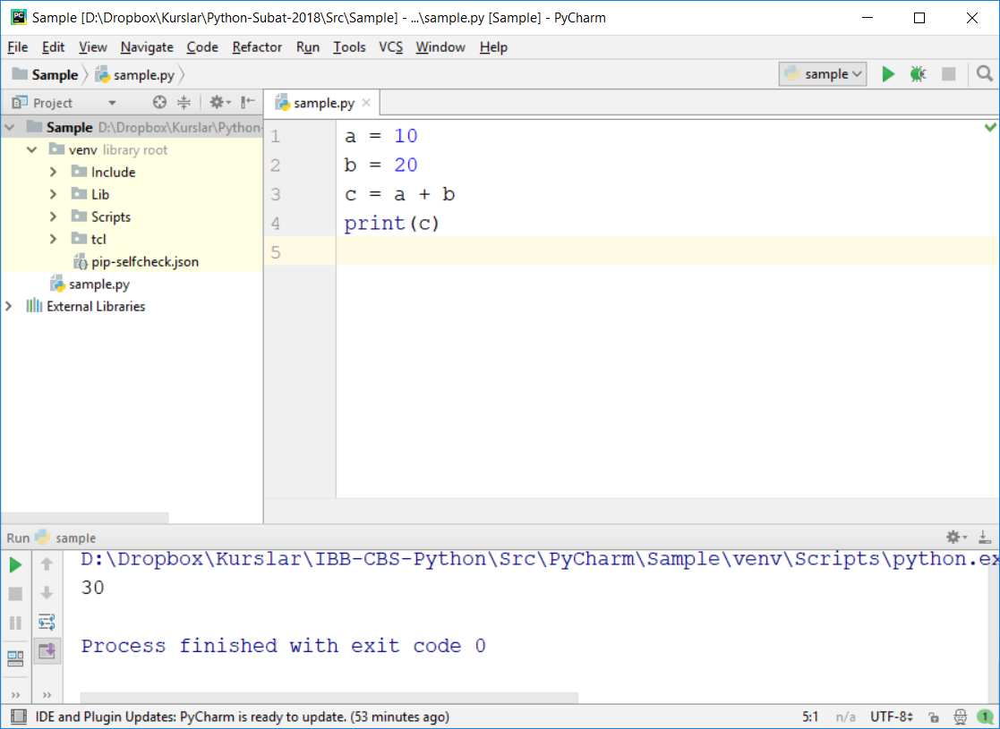 Sample [D:\Dropbox\Kurslar\Python-Subat-2018\Src\Sample] - ...\sample.py [Sample] - PyCharm
File Edit View Navigate Code Refactor Run Tools VCS Window Help
Sample sample.py sample
Project
sample.py
Sample D:\Dropbox\Kurslar\Python-
venv library root
Include
Lib
Scripts
tcl
pip-selfcheck.json
sample.py
External Libraries
1 a = 10
2 b = 20
3 c = a + b
4 print(c)
5
Run sample
D:\Dropbox\Kurslar\IBB-CBS-Python\Src\PyCharm\Sample\venv\Scripts\python.ex
30
Process finished with exit code 0
IDE and Plugin Updates: PyCharm is ready to update. (53 minutes ago) 5:1 n/a UTF-8 1